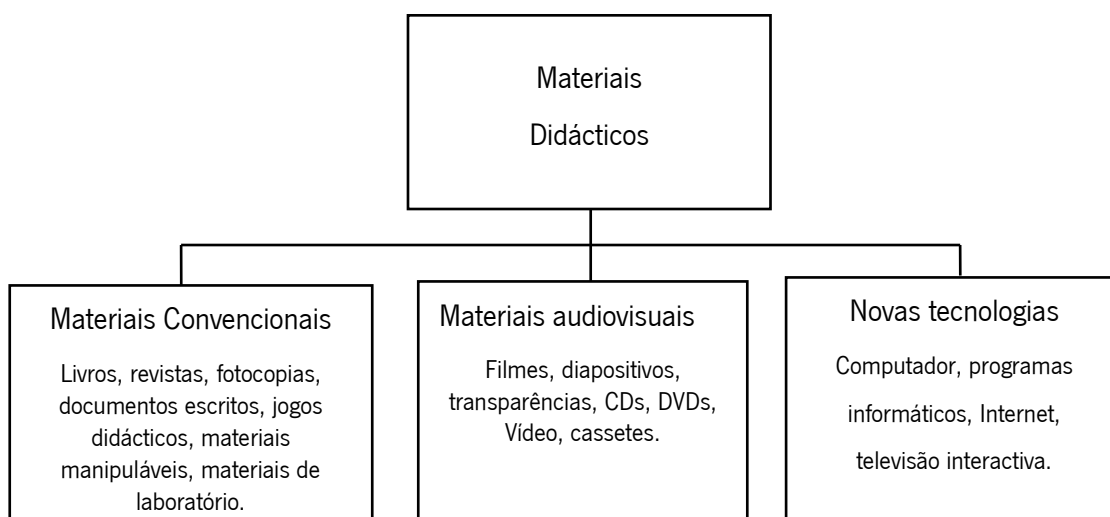 Materiais
Didácticos
Materiais Convencionais
Livros, revistas, fotocopias,
documentos escritos, jogos
didácticos, materiais
manipuláveis, materiais de
laboratório.
Materiais audiovisuais
Filmes, diapositivos,
transparências, CDs, DVDs,
Vídeo, cassetes.
Novas tecnologias
Computador, programas
informáticos, Internet,
televisão interactiva.